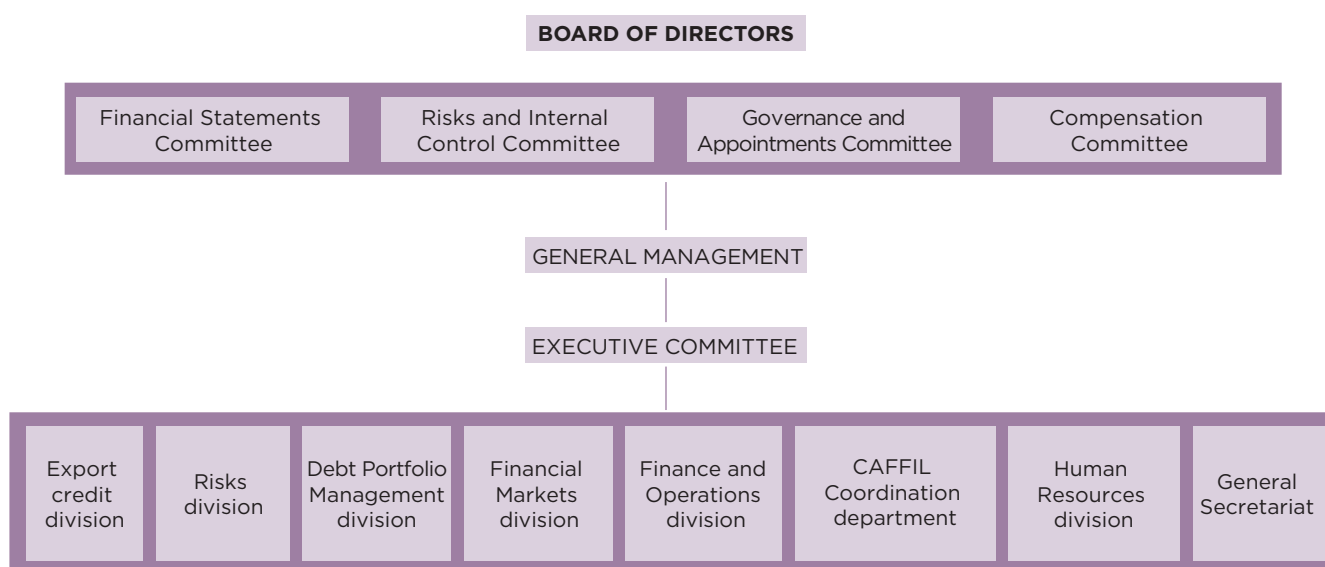 BOARD OF DIRECTORS
Financial Statements
Committee
Risks and Internal
Control Committee
Governance and
Appointments Committee
Compensation
Committee
GENERAL MANAGEMENT
EXECUTIVE COMMITTEE
Export
credit
division
Risks
division
Debt Portfolio
Management
division
Financial
Markets
division
Finance and
Operations
division
CAFFIL
Coordination
department
Human
Resources
division
General
Secretariat